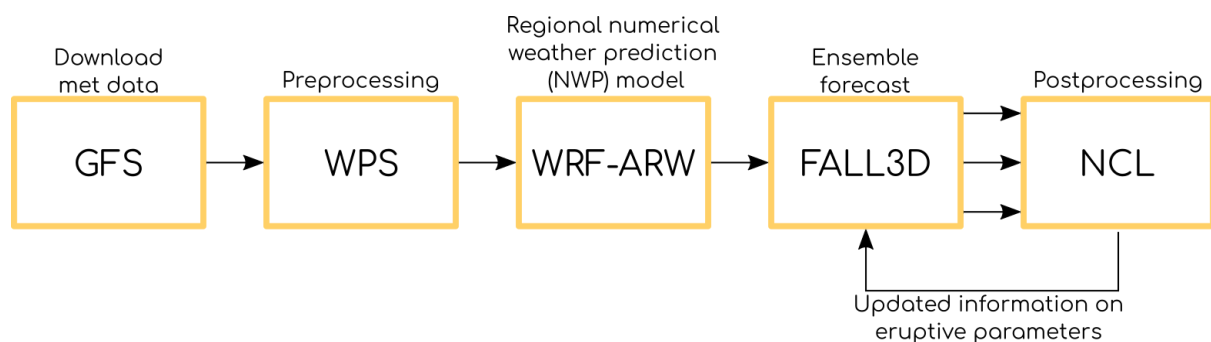 Download
met data
GFS
Preprocessing
WPS
Regional numerical
weather prediction
(NWP) model
WRF-ARW
Ensemble
forecast
FALL3D
Postprocessing
NCL
Updated information on
eruptive parameters